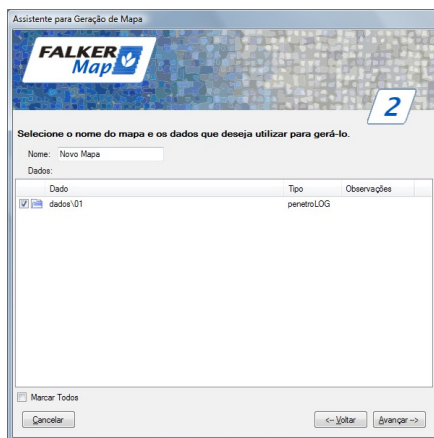 Assistente para Geração de Mapa
FALKER
Map
2
Selecione o nome do mapa e os dados que deseja utilizar para gerá-lo.
Nome: Novo Mapa
Dados:
Dado Tipo Observações
dados\01 penetroLOG
Marcar Todos
Cancelar <-- Voltar Avançar -->